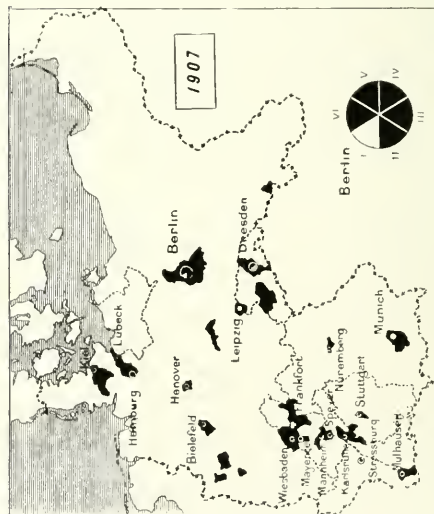 1907
VI
V
I
IV
II
III
Berlin
Kiel
Lübeck
Hamburg
Berlin
Hanover
Bielefeld
Leipzig
Dresden
Wiesbaden
Frankfort
Mayence
Mannheim
Speyer
Nüremberg
Karlsruhe
Stuttgart
Strassburg
Munich
Mulhausen